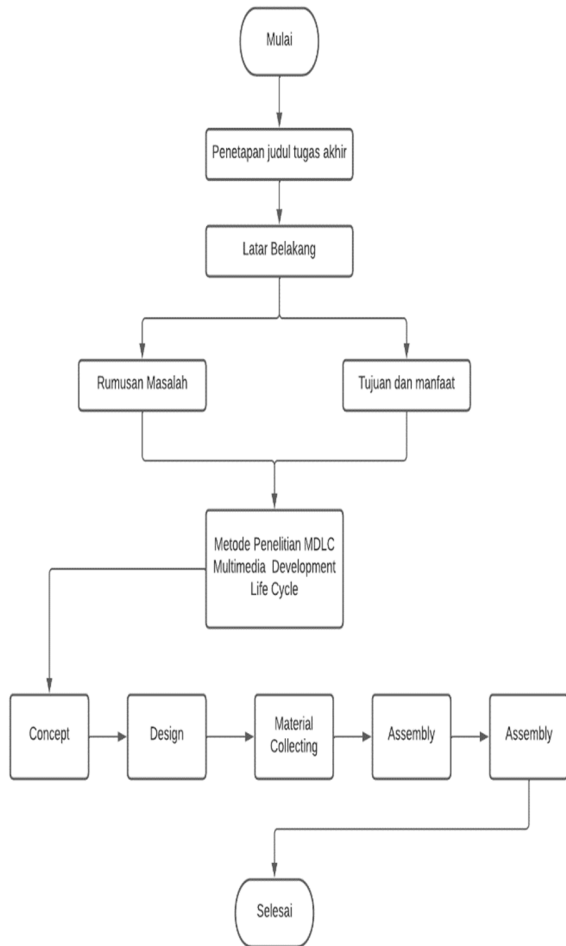 Mulai
Penetapan judul tugas akhir
Latar Belakang
Rumusan Masalah
Tujuan dan manfaat
Metode Penelitian MDLC
Multimedia Development
Life Cycle
Concept
Design
Material
Collecting
Assembly
Assembly
Selesai